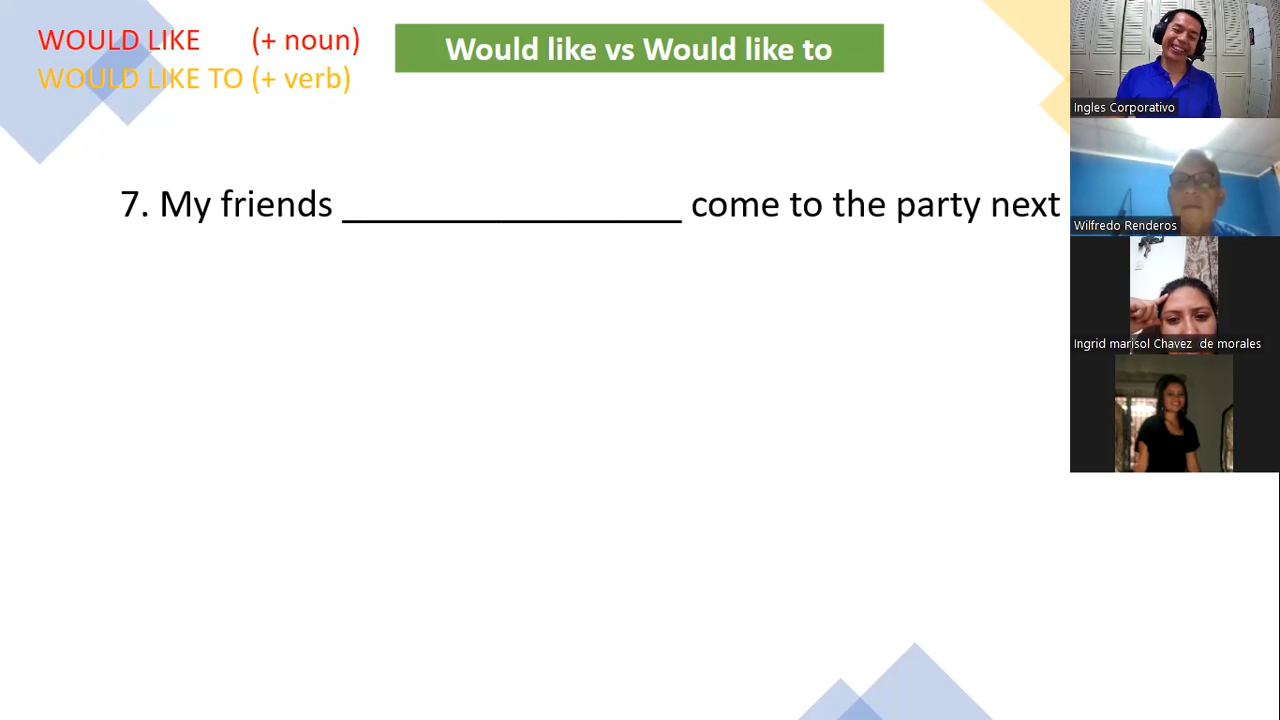 WOULD LIKE (+ noun)
WOULD LIKE TO (+ verb)
Would like vs Would like to
7. My friends _________________ come to the party next
Ingles Corporativo
Wilfredo Renderos
Ingrid marisol Chavez de morales